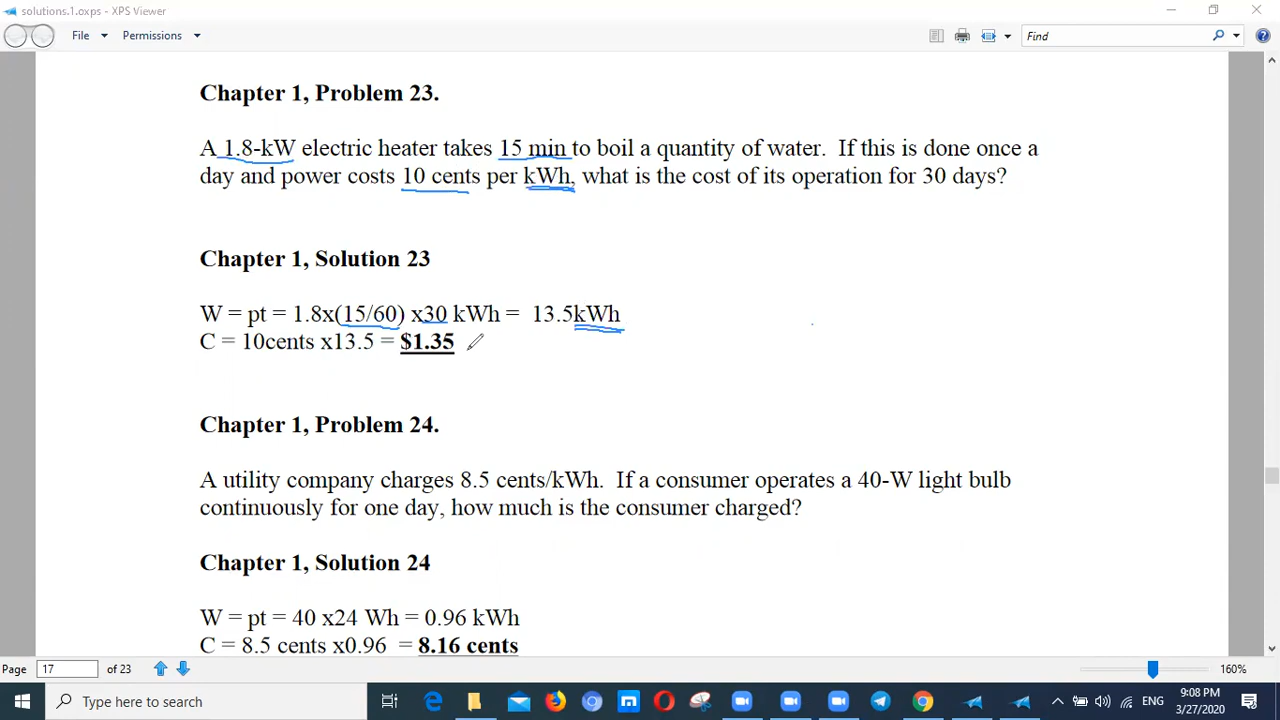 solutions.1.oxps - XPS Viewer
File Permissions Find
Chapter 1, Problem 23.
A 1.8-kW electric heater takes 15 min to boil a quantity of water. If this is done once a
day and power costs 10 cents per kWh, what is the cost of its operation for 30 days?
Chapter 1, Solution 23
W = pt = 1.8x(15/60) x30 kWh = 13.5kWh
C = 10cents x13.5 = $1.35
Chapter 1, Problem 24.
A utility company charges 8.5 cents/kWh. If a consumer operates a 40-W light bulb
continuously for one day, how much is the consumer charged?
Chapter 1, Solution 24
W = pt = 40 x24 Wh = 0.96 kWh
C = 8.5 cents x0.96 = 8.16 cents
Page 17 of 23 160%
Type here to search ENG 9:08 PM
3/27/2020